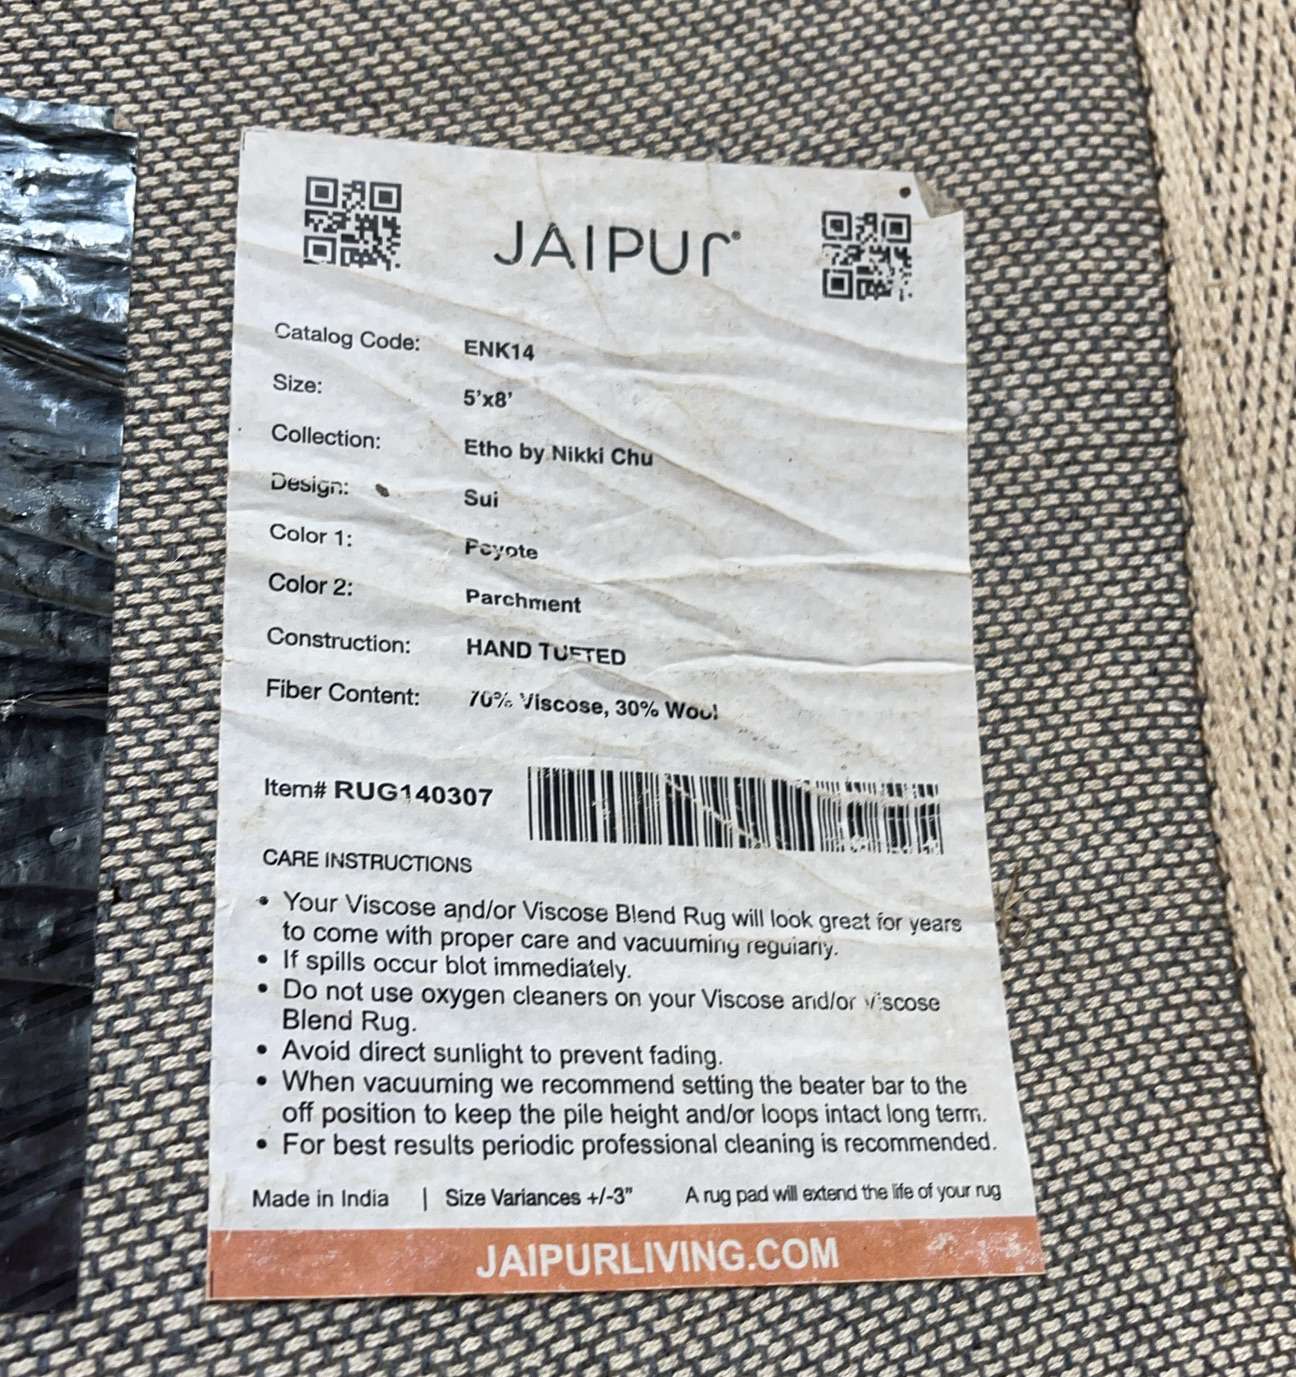 JAIPUR
Catalog Code: ENK14
Size: 5'x8'
Collection: Etho by Nikki Chu
Design: Sui
Color 1: Peyote
Color 2: Parchment
Construction: HAND TUFTED
Fiber Content: 70% Viscose, 30% Wool
Item# RUG140307
CARE INSTRUCTIONS
• Your Viscose and/or Viscose Blend Rug will look great for years
to come with proper care and vacuuming regularly.
• If spills occur blot immediately.
• Do not use oxygen cleaners on your Viscose and/or viscose
Blend Rug.
• Avoid direct sunlight to prevent fading.
• When vacuuming we recommend setting the beater bar to the
off position to keep the pile height and/or loops intact long term.
• For best results periodic professional cleaning is recommended.
Made in India | Size Variances +/-3" A rug pad will extend the life of your rug
JAIPURLIVING.COM